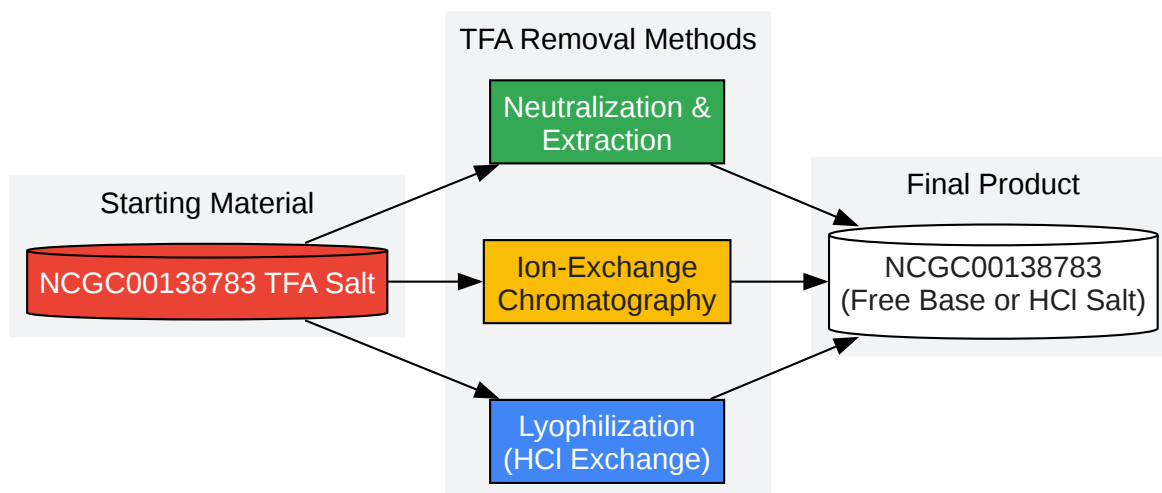 Starting Material
NCGC00138783 TFA Salt
TFA Removal Methods
Neutralization &
Extraction
Ion-Exchange
Chromatography
Lyophilization
(HCl Exchange)
Final Product
NCGC00138783
(Free Base or HCl Salt)